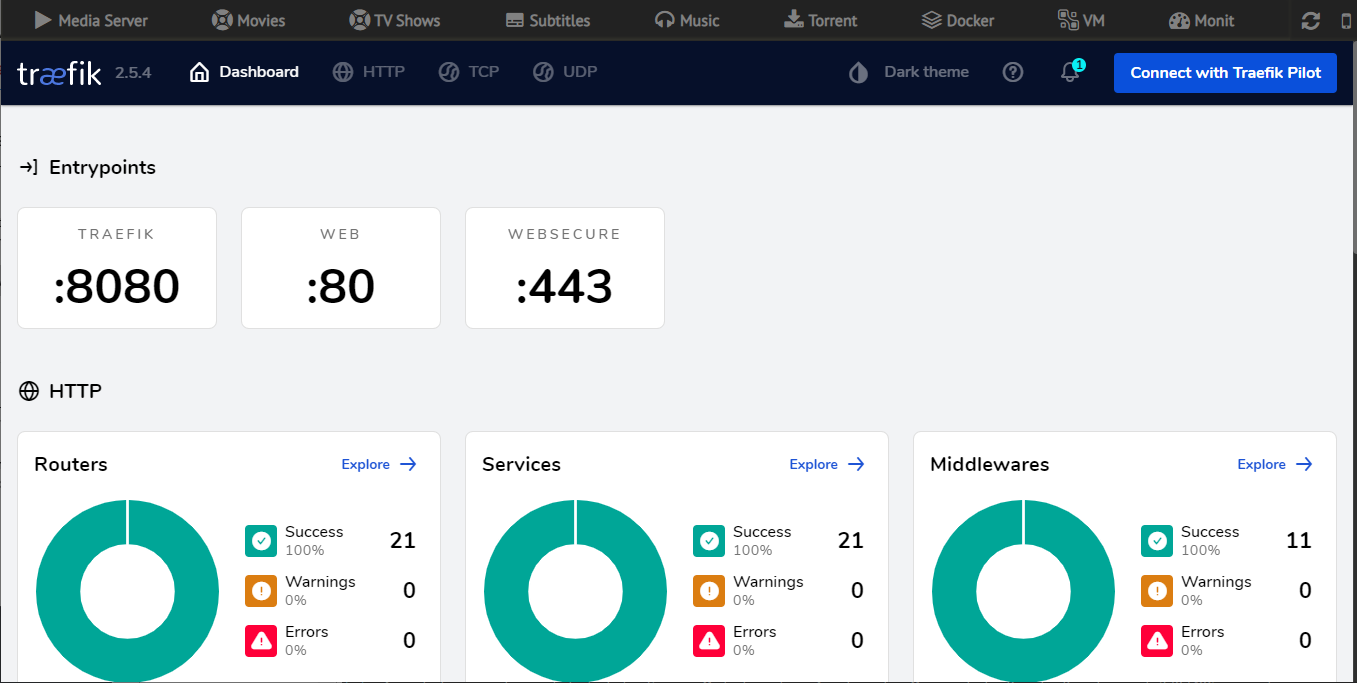 Media Server Movies TV Shows Subtitles Music Torrent Docker VM Monit
træfik 2.5.4 Dashboard HTTP TCP UDP Dark theme 1 Connect with Traefik Pilot
Entrypoints
TRAEFIK WEB WEBSECURE
:8080 :80 :443
HTTP
Routers Explore Services Explore Middlewares Explore
Success 21 Success 21 Success 11
100% 100% 100%
Warnings 0 Warnings 0 Warnings 0
0% 0% 0%
Errors 0 Errors 0 Errors 0
0% 0% 0%